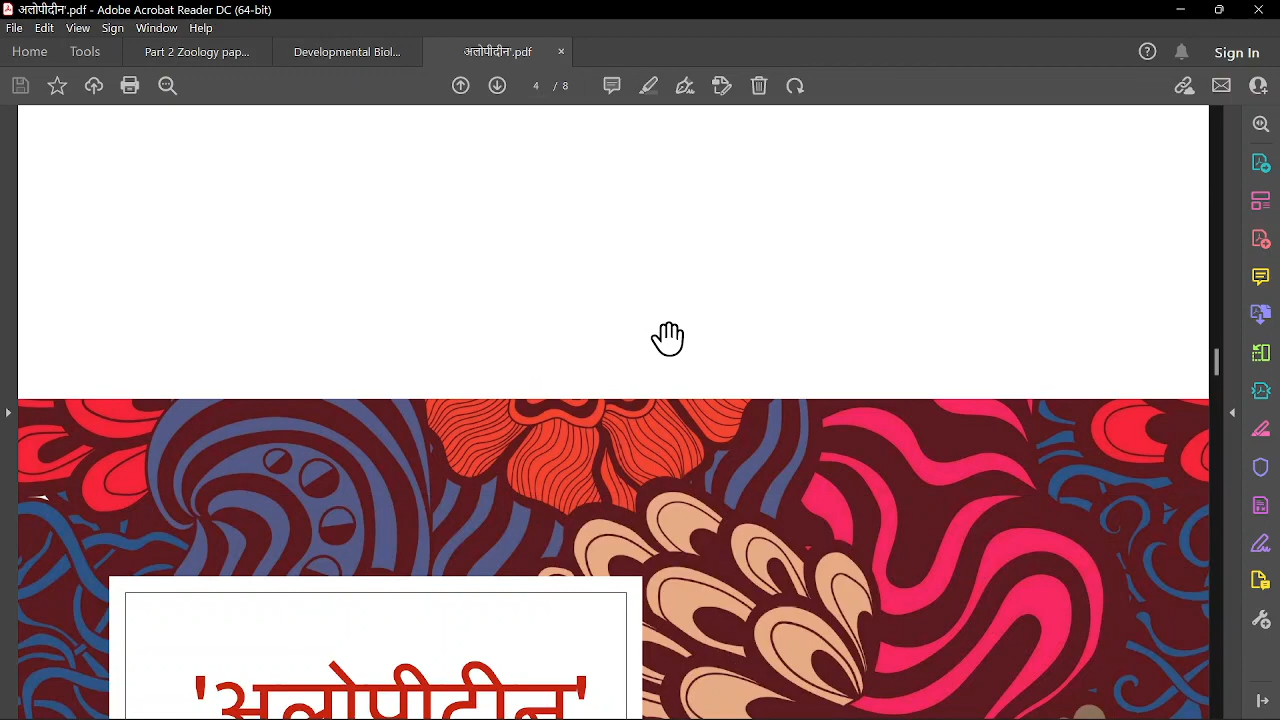 अलोपीदीन'.pdf - Adobe Acrobat Reader DC (64-bit)
File Edit View Sign Window Help
Home Tools Part 2 Zoology pap... Developmental Biol... अलोपीदीन'.pdf × Sign In
4 / 8
'अलोपीदीन'